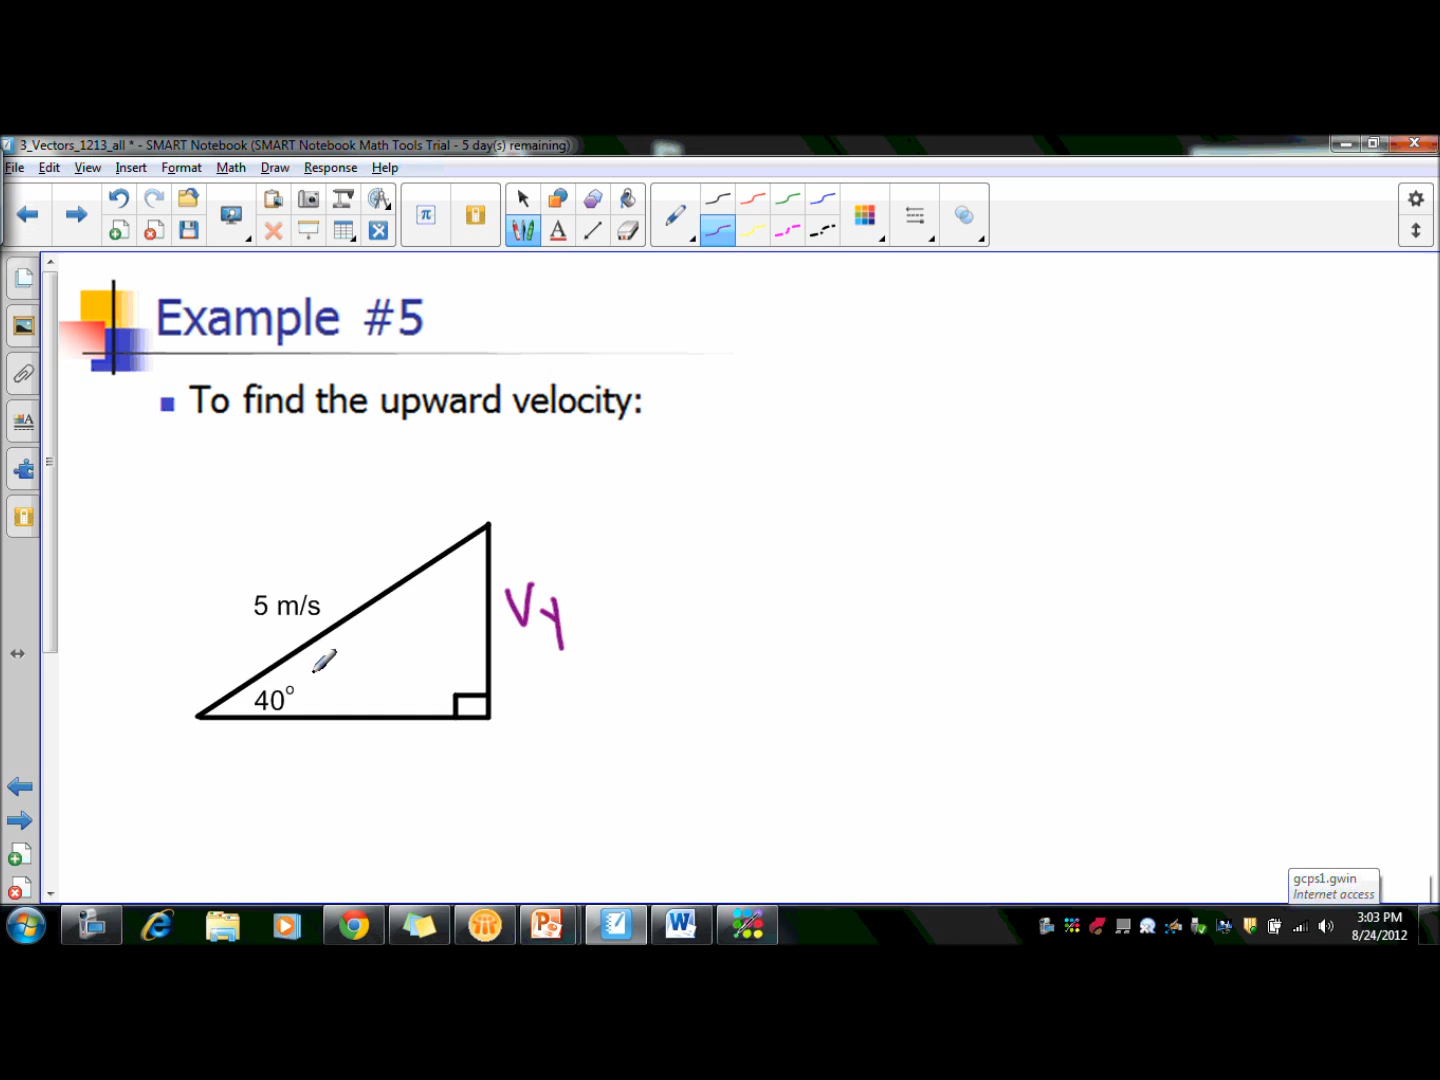 3_Vectors_1213_all * - SMART Notebook (SMART Notebook Math Tools Trial - 5 day(s) remaining)
File Edit View Insert Format Math Draw Response Help
Example #5
To find the upward velocity:
5 m/s
Vy
40°
gcps1.gwin
Internet access
3:03 PM
8/24/2012